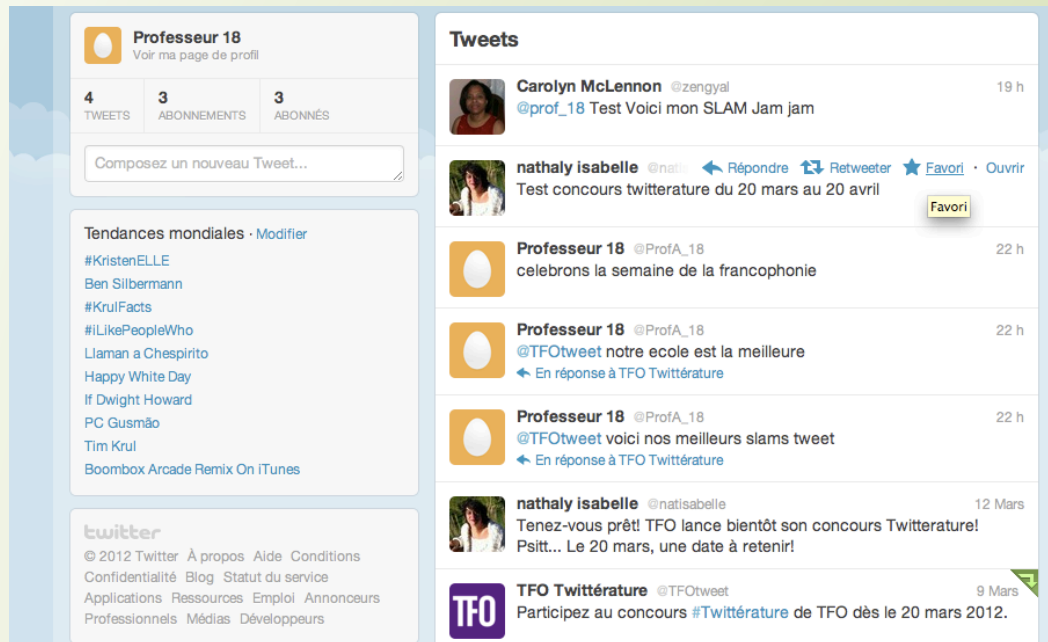 Professeur 18
Voir ma page de profil
4
TWEETS
3
ABONNEMENTS
3
ABONNÉS
Composez un nouveau Tweet...
Tendances mondiales · Modifier
#KristenELLE
Ben Silbermann
#KrulFacts
#iLikePeopleWho
Llaman a Chespirito
Happy White Day
If Dwight Howard
PC Gusmão
Tim Krul
Boombox Arcade Remix On iTunes
twitter
© 2012 Twitter À propos Aide Conditions
Confidentialité Blog Statut du service
Applications Ressources Emploi Annonceurs
Professionnels Médias Développeurs
Tweets
Carolyn McLennon @zengyal 19 h
@prof_18 Test Voici mon SLAM Jam jam
nathaly isabelle @natis Répondre Retweeter Favori · Ouvrir
Test concours twitterature du 20 mars au 20 avril
Favori
Professeur 18 @ProfA_18 22 h
celebrons la semaine de la francophonie
Professeur 18 @ProfA_18 22 h
@TFOtweet notre ecole est la meilleure
En réponse à TFO Twittérature
Professeur 18 @ProfA_18 22 h
@TFOtweet voici nos meilleurs slams tweet
En réponse à TFO Twittérature
nathaly isabelle @natisabelle 12 Mars
Tenez-vous prêt! TFO lance bientôt son concours Twitterature!
Psitt... Le 20 mars, une date à retenir!
TFO
TFO Twittérature @TFOtweet 9 Mars
Participez au concours #Twittérature de TFO dès le 20 mars 2012.